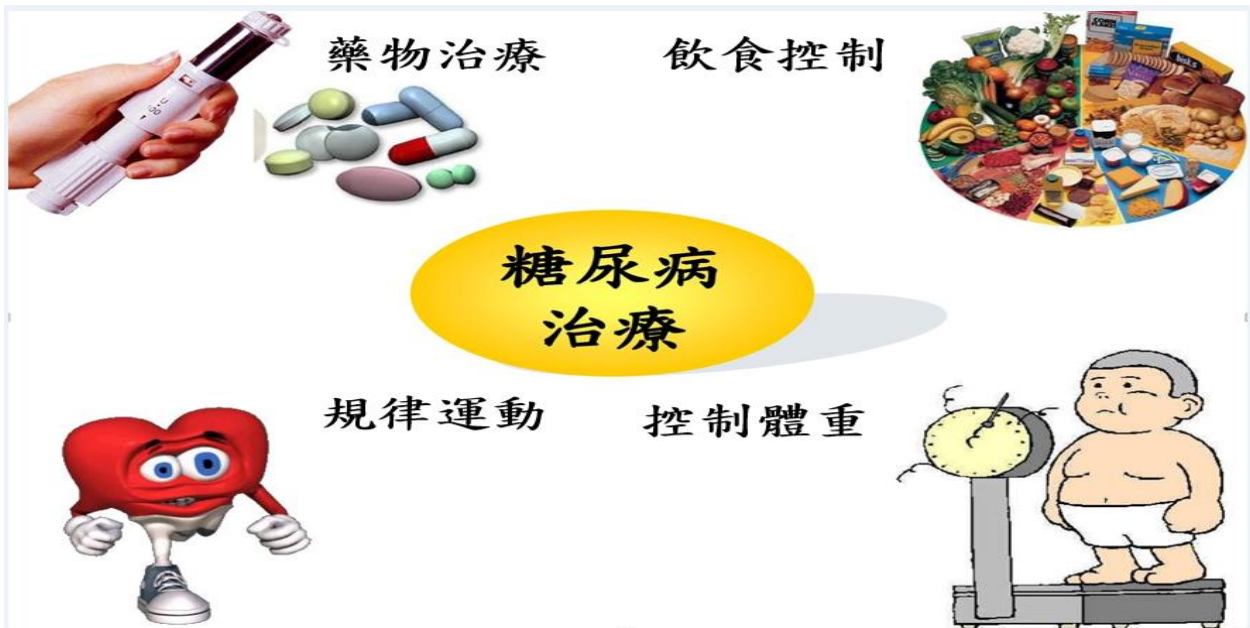 藥物治療
飲食控制
糖尿病
治療
規律運動
控制體重